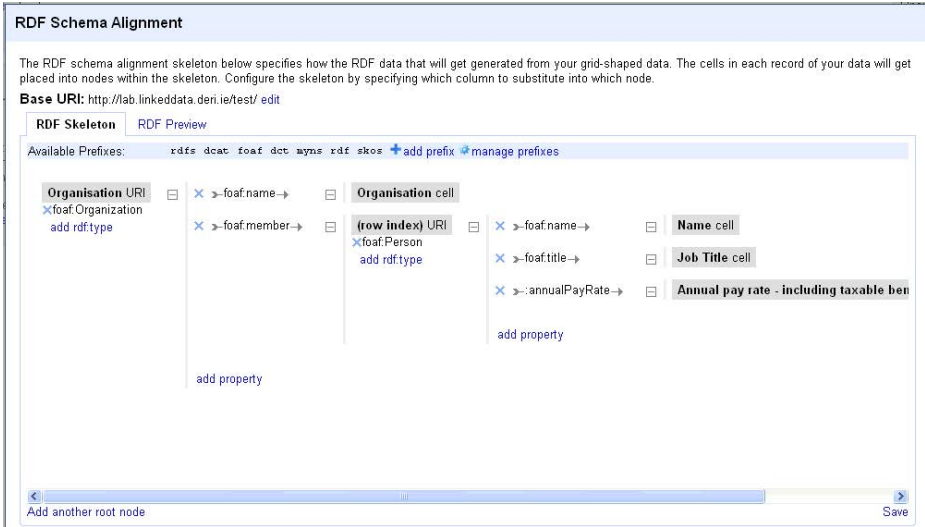 RDF Schema Alignment
The RDF schema alignment skeleton below specifies how the RDF data that will get generated from your grid-shaped data. The cells in each record of your data will get
placed into nodes within the skeleton. Configure the skeleton by specifying which column to substitute into which node.
Base URI: http://lab.linkeddata.deri.ie/test/ edit
RDF Skeleton RDF Preview
Available Prefixes: rdfs dcat foaf dct myns rdf skos add prefix manage prefixes
Organisation URI foaf:name Organisation cell
foaf:Organization
add rdf:type foaf:member (row index) URI foaf:name Name cell
foaf:Person
add rdf:type foaf:title Job Title cell
:annualPayRate Annual pay rate - including taxable ben
add property
add property
Add another root node Save